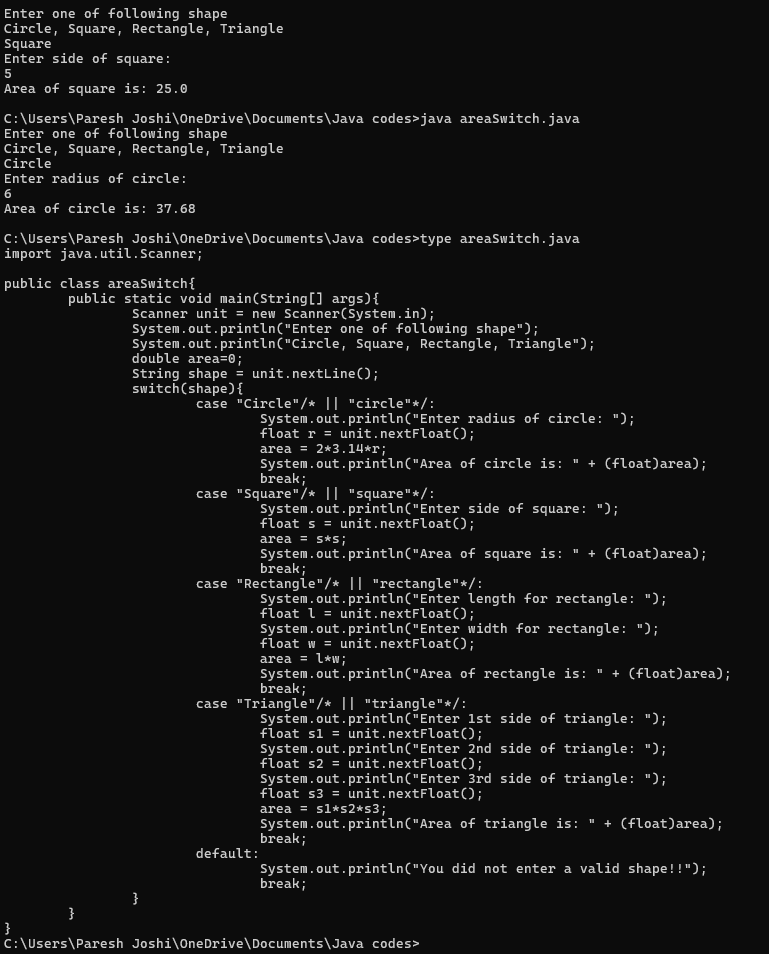 Enter one of following shape
Circle, Square, Rectangle, Triangle
Square
Enter side of square:
5
Area of square is: 25.0

C:\Users\Paresh Joshi\OneDrive\Documents\Java codes>java areaSwitch.java
Enter one of following shape
Circle, Square, Rectangle, Triangle
Circle
Enter radius of circle:
6
Area of circle is: 37.68

C:\Users\Paresh Joshi\OneDrive\Documents\Java codes>type areaSwitch.java
import java.util.Scanner;

public class areaSwitch{
        public static void main(String[] args){
                Scanner unit = new Scanner(System.in);
                System.out.println("Enter one of following shape");
                System.out.println("Circle, Square, Rectangle, Triangle");
                double area=0;
                String shape = unit.nextLine();
                switch(shape){
                        case "Circle"/* || "circle"*/:
                                System.out.println("Enter radius of circle: ");
                                float r = unit.nextFloat();
                                area = 2*3.14*r;
                                System.out.println("Area of circle is: " + (float)area);
                                break;
                        case "Square"/* || "square"*/:
                                System.out.println("Enter side of square: ");
                                float s = unit.nextFloat();
                                area = s*s;
                                System.out.println("Area of square is: " + (float)area);
                                break;
                        case "Rectangle"/* || "rectangle"*/:
                                System.out.println("Enter length for rectangle: ");
                                float l = unit.nextFloat();
                                System.out.println("Enter width for rectangle: ");
                                float w = unit.nextFloat();
                                area = l*w;
                                System.out.println("Area of rectangle is: " + (float)area);
                                break;
                        case "Triangle"/* || "triangle"*/:
                                System.out.println("Enter 1st side of triangle: ");
                                float s1 = unit.nextFloat();
                                System.out.println("Enter 2nd side of triangle: ");
                                float s2 = unit.nextFloat();
                                System.out.println("Enter 3rd side of triangle: ");
                                float s3 = unit.nextFloat();
                                area = s1*s2*s3;
                                System.out.println("Area of triangle is: " + (float)area);
                                break;
                        default:
                                System.out.println("You did not enter a valid shape!!");
                                break;
                }
        }
}
C:\Users\Paresh Joshi\OneDrive\Documents\Java codes>